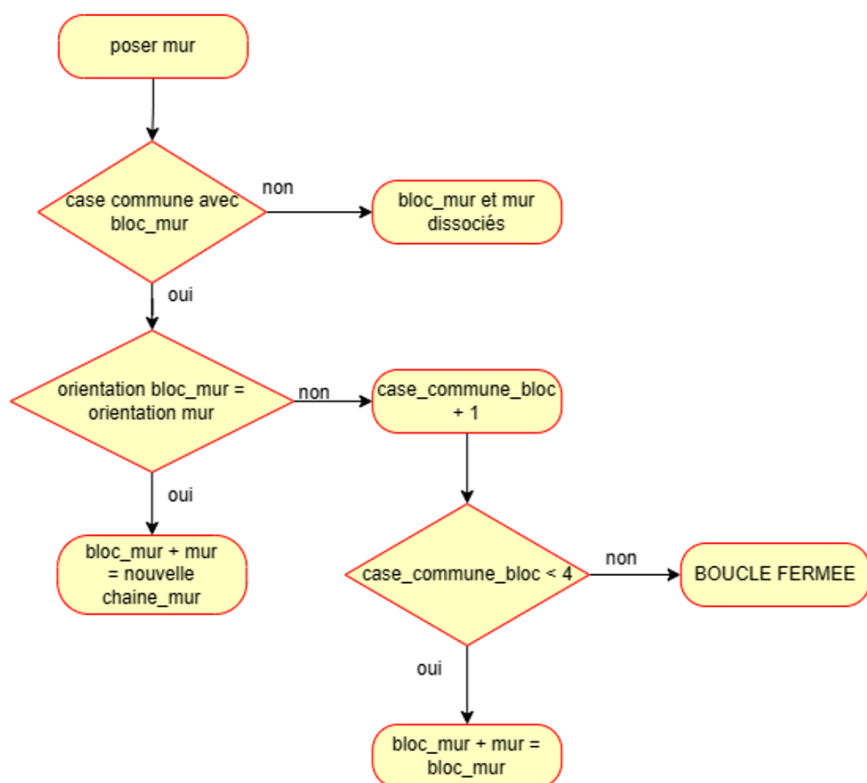 poser mur
case commune avec
bloc_mur
non
bloc_mur et mur
dissociés
oui
orientation bloc_mur =
orientation mur
non
case_commune_bloc
+ 1
oui
bloc_mur + mur
= nouvelle
chaine_mur
case_commune_bloc < 4
non
BOUCLE FERMEE
oui
bloc_mur + mur =
bloc_mur